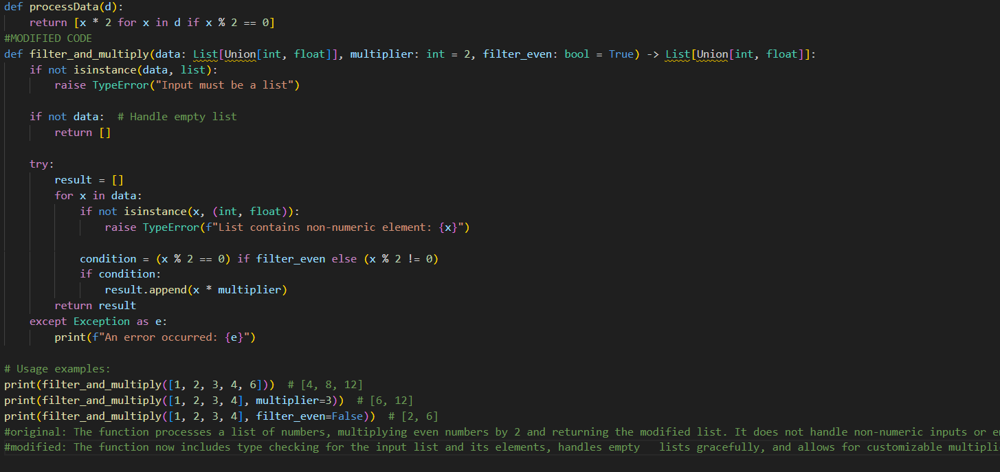 def processData(d):
    return [x * 2 for x in d if x % 2 == 0]
#MODIFIED CODE
def filter_and_multiply(data: List[Union[int, float]], multiplier: int = 2, filter_even: bool = True) -> List[Union[int, float]]:
    if not isinstance(data, list):
        raise TypeError("Input must be a list")

    if not data:  # Handle empty list
        return []

    try:
        result = []
        for x in data:
            if not isinstance(x, (int, float)):
                raise TypeError(f"List contains non-numeric element: {x}")

            condition = (x % 2 == 0) if filter_even else (x % 2 != 0)
            if condition:
                result.append(x * multiplier)
        return result
    except Exception as e:
        print(f"An error occurred: {e}")

# Usage examples:
print(filter_and_multiply([1, 2, 3, 4, 6]))  # [4, 8, 12]
print(filter_and_multiply([1, 2, 3, 4], multiplier=3))  # [6, 12]
print(filter_and_multiply([1, 2, 3, 4], filter_even=False))  # [2, 6]
#original: The function processes a list of numbers, multiplying even numbers by 2 and returning the modified list. It does not handle non-numeric inputs or
#modified: The function now includes type checking for the input list and its elements, handles empty   lists gracefully, and allows for customizable